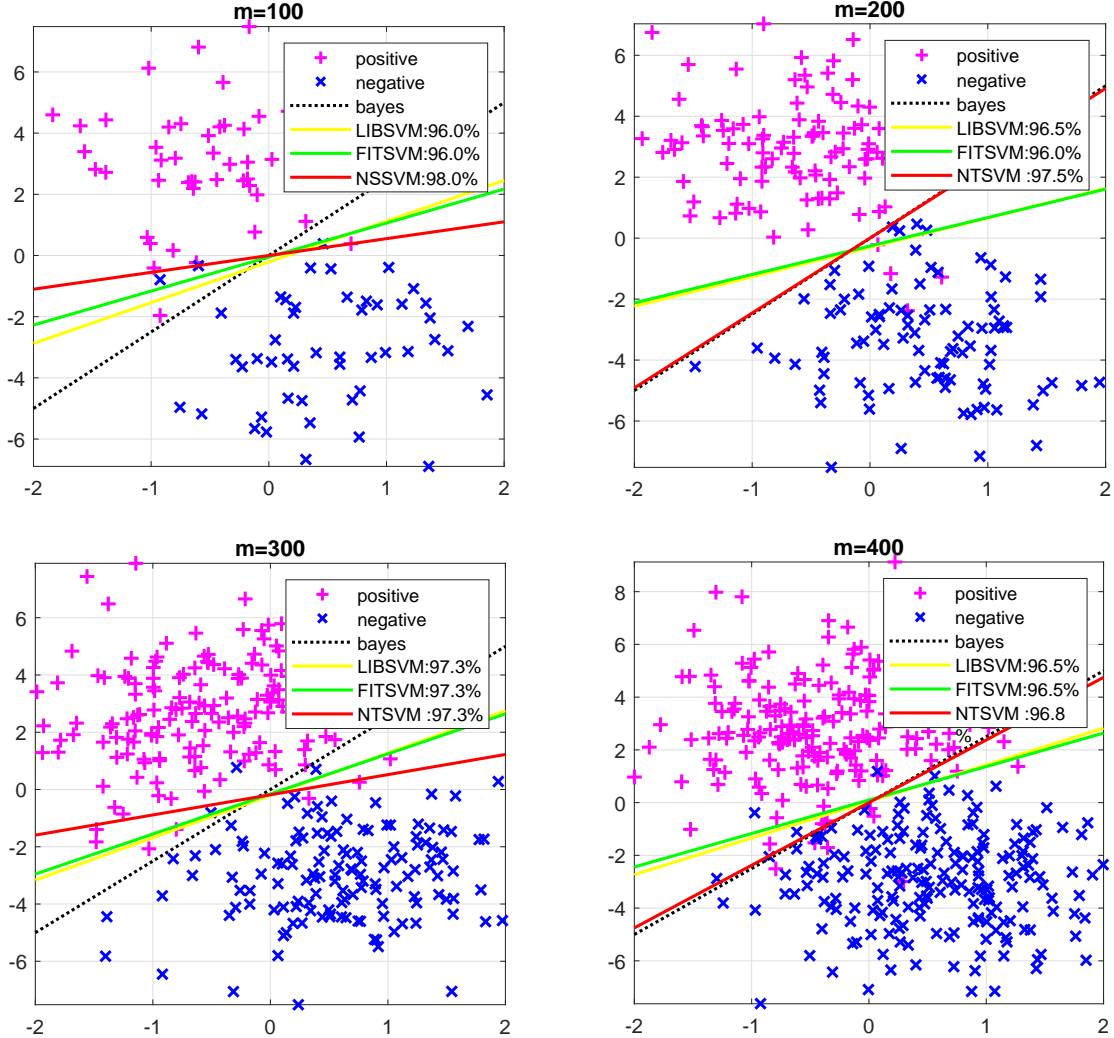 m=100
positive
negative
bayes
LIBSVM:96.0%
FITSVM:96.0%
NSSVM:98.0%
6
4
2
0
-2
-4
-6
-2 -1 0 1 2
m=200
positive
negative
bayes
LIBSVM:96.5%
FITSVM:96.0%
NTSVM :97.5%
6
4
2
0
-2
-4
-6
-2 -1 0 1 2
m=300
positive
negative
bayes
LIBSVM:97.3%
FITSVM:97.3%
NTSVM :97.3%
6
4
2
0
-2
-4
-6
-2 -1 0 1 2
m=400
positive
negative
bayes
LIBSVM:96.5%
FITSVM:96.5%
NTSVM :96.8
%
8
6
4
2
0
-2
-4
-6
-2 -1 0 1 2